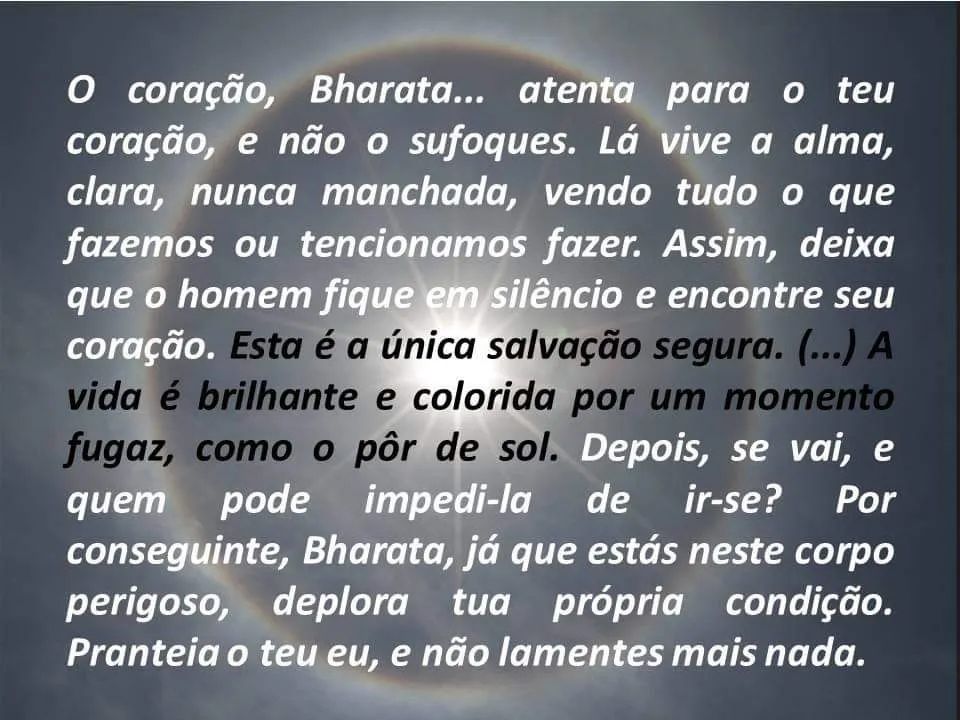 O coração, Bharata... atenta para o teu
coração, e não o sufoques. Lá vive a alma,
clara, nunca manchada, vendo tudo o que
fazemos ou tencionamos fazer. Assim, deixa
que o homem fique em silêncio e encontre seu
coração. Esta é a única salvação segura. (...) A
vida é brilhante e colorida por um momento
fugaz, como o pôr de sol. Depois, se vai, e
quem pode impedi-la de ir-se? Por
conseguinte, Bharata, já que estás neste corpo
perigoso, deplora tua própria condição.
Pranteia o teu eu, e não lamentes mais nada.